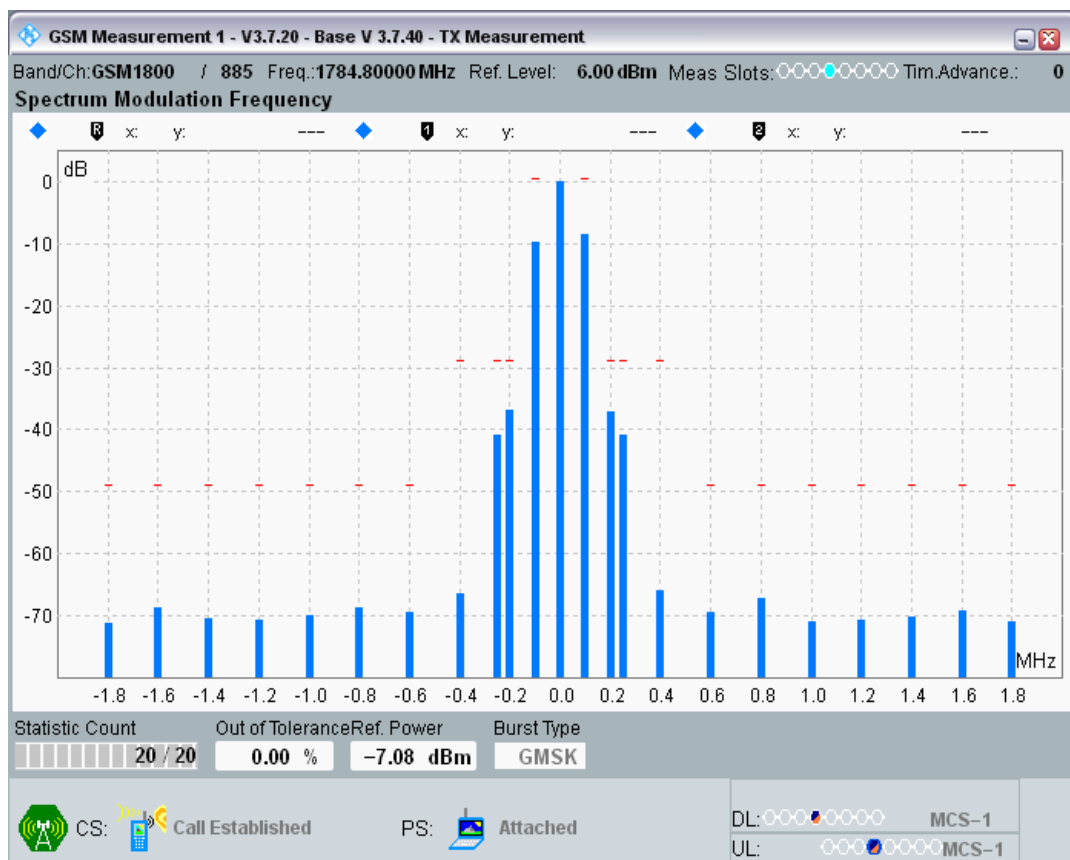 GSM Measurement 1 - V3.7.20 - Base V 3.7.40 - TX Measurement
Band/Ch:GSM1800 / 885 Freq.:1784.80000 MHz Ref. Level: 6.00 dBm Meas Slots: Tim.Advance.: 0
Spectrum Modulation Frequency
R x: y: --- 1 x: y: --- 2 x: y: ---
dB
0
-10
-20
-30
-40
-50
-60
-70
MHz
-1.8 -1.6 -1.4 -1.2 -1.0 -0.8 -0.6 -0.4 -0.2 0.0 0.2 0.4 0.6 0.8 1.0 1.2 1.4 1.6 1.8
Statistic Count Out of Tolerance Ref. Power Burst Type
20 / 20 0.00 % -7.08 dBm GMSK
CS: Call Established PS: Attached DL: MCS-1
UL: MCS-1